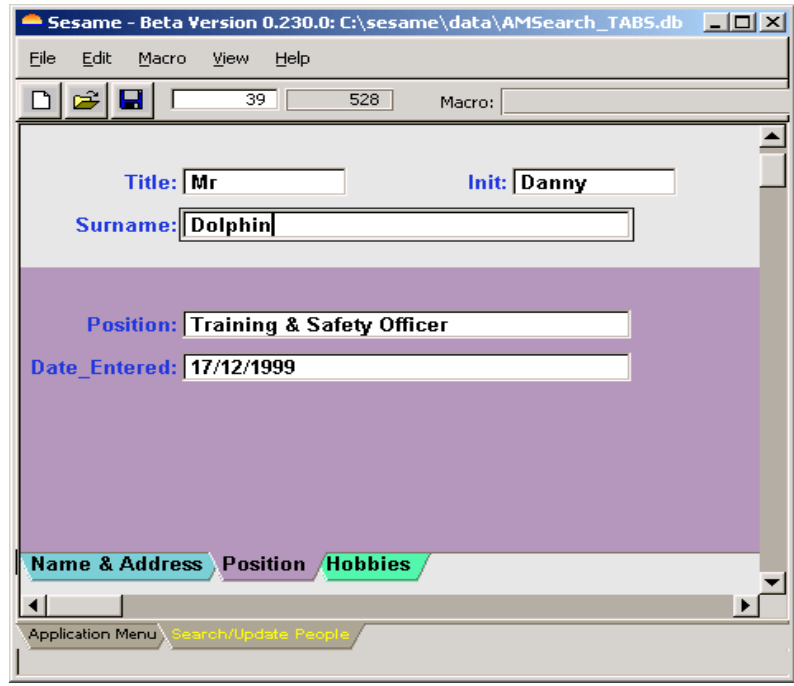 Sesame - Beta Version 0.230.0: C:\sesame\data\AMSearch_TABS.db
File Edit Macro View Help
39 528 Macro:
Title: Mr Init: Danny
Surname: Dolphin
Position: Training & Safety Officer
Date_Entered: 17/12/1999
Name & Address Position Hobbies
Application Menu Search/Update People